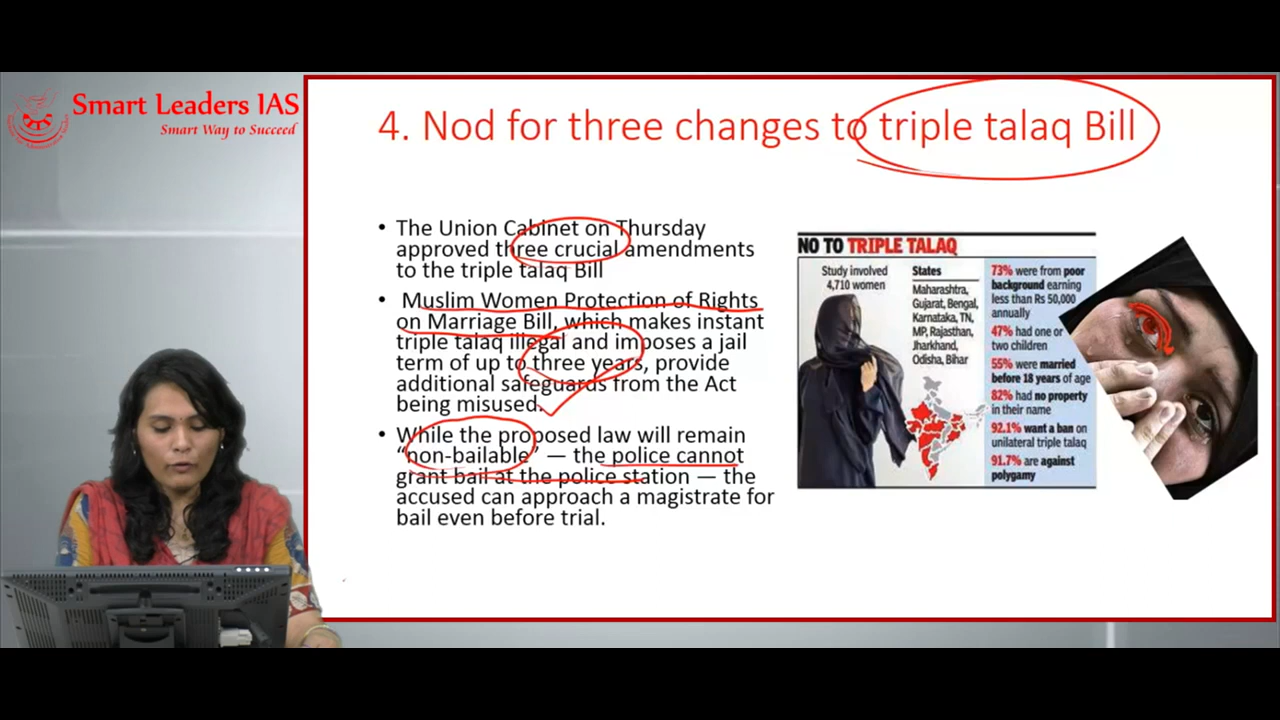 Smart Leaders IAS
Smart Way to Succeed
4. Nod for three changes to triple talaq Bill
• The Union Cabinet on Thursday
approved three crucial amendments
to the triple talaq Bill
• Muslim Women Protection of Rights
on Marriage Bill, which makes instant
triple talaq illegal and imposes a jail
term of up to three years, provide
additional safeguards from the Act
being misused.
• While the proposed law will remain
“non-bailable” — the police cannot
grant bail at the police station — the
accused can approach a magistrate for
bail even before trial.
NO TO TRIPLE TALAQ
Study involved
4,710 women
States
Maharashtra,
Gujarat, Bengal,
Karnataka, TN,
MP, Rajasthan,
Jharkhand,
Odisha, Bihar
73% were from poor
background earning
less than Rs 50,000
annually
47% had one or
two children
55% were married
before 18 years of age
82% had no property
in their name
92.1% want a ban on
unilateral triple talaq
91.7% are against
polygamy